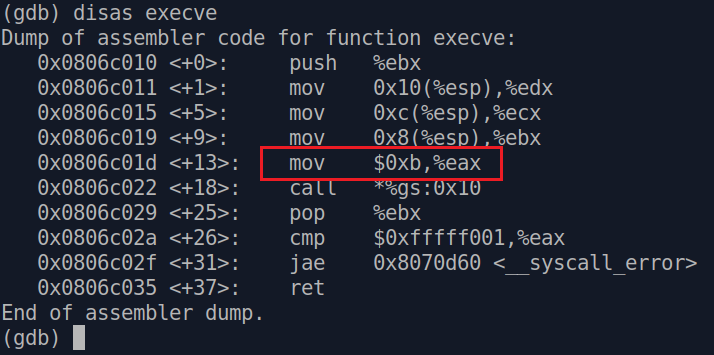 (gdb) disas execve
Dump of assembler code for function execve:
   0x0806c010 <+0>:     push   %ebx
   0x0806c011 <+1>:     mov    0x10(%esp),%edx
   0x0806c015 <+5>:     mov    0xc(%esp),%ecx
   0x0806c019 <+9>:     mov    0x8(%esp),%ebx
   0x0806c01d <+13>:    mov    $0xb,%eax
   0x0806c022 <+18>:    call   *%gs:0x10
   0x0806c029 <+25>:    pop    %ebx
   0x0806c02a <+26>:    cmp    $0xfffff001,%eax
   0x0806c02f <+31>:    jae    0x8070d60 <__syscall_error>
   0x0806c035 <+37>:    ret
End of assembler dump.
(gdb)